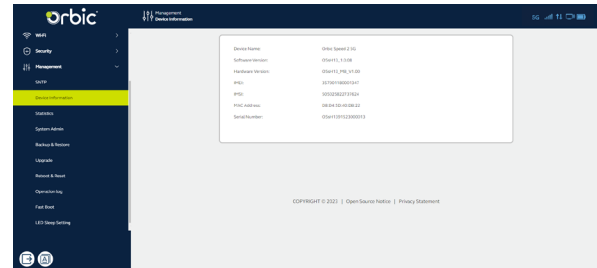 Orbic
Management
Device Information
5G
Wi-Fi
Security
Management
SNTP
Device Information
Statistics
System Admin
Backup & Restore
Upgrade
Reboot & Reset
Operation log
Fast Boot
LED Sleep Setting
Device Name: Orbic Speed 2 5G
Software Version:
Hardware Version:
IMEI:
IMSI:
MAC Address:
Serial Number:
COPYRIGHT © 2023 | Open Source Notice | Privacy Statement